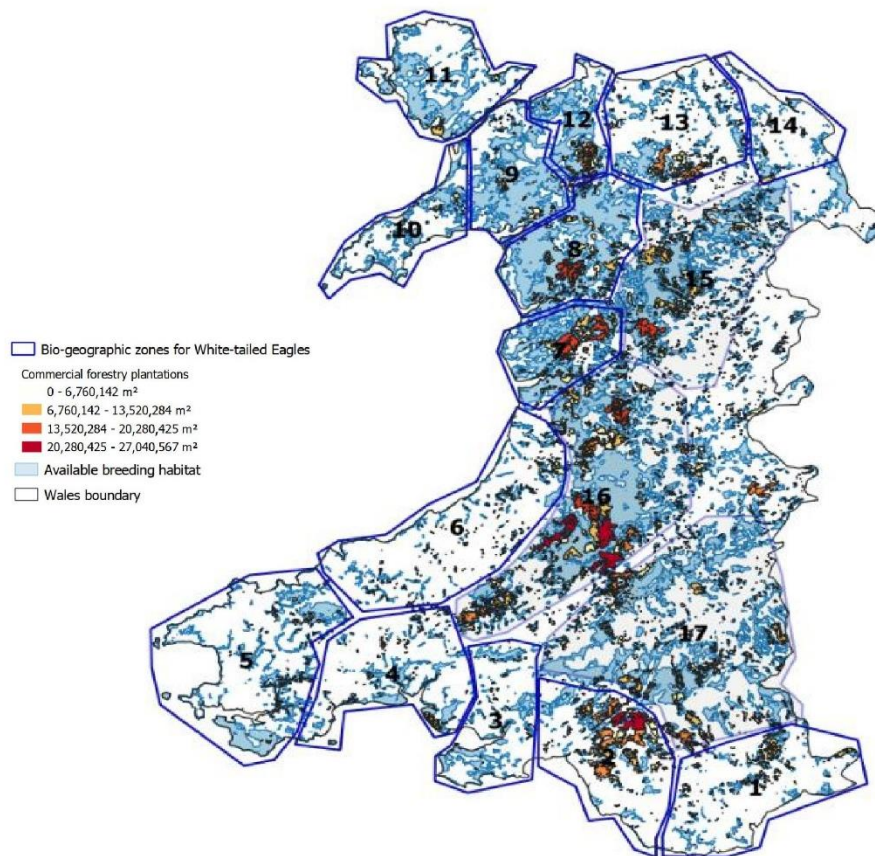 11
12
13
14
9
10
8
15
7
Bio-geographic zones for White-tailed Eagles
Commercial forestry plantations
0 - 6,760,142 m²
6,760,142 - 13,520,284 m²
13,520,284 - 20,280,425 m²
20,280,425 - 27,040,567 m²
Available breeding habitat
Wales boundary
16
6
17
5
4
3
2
1